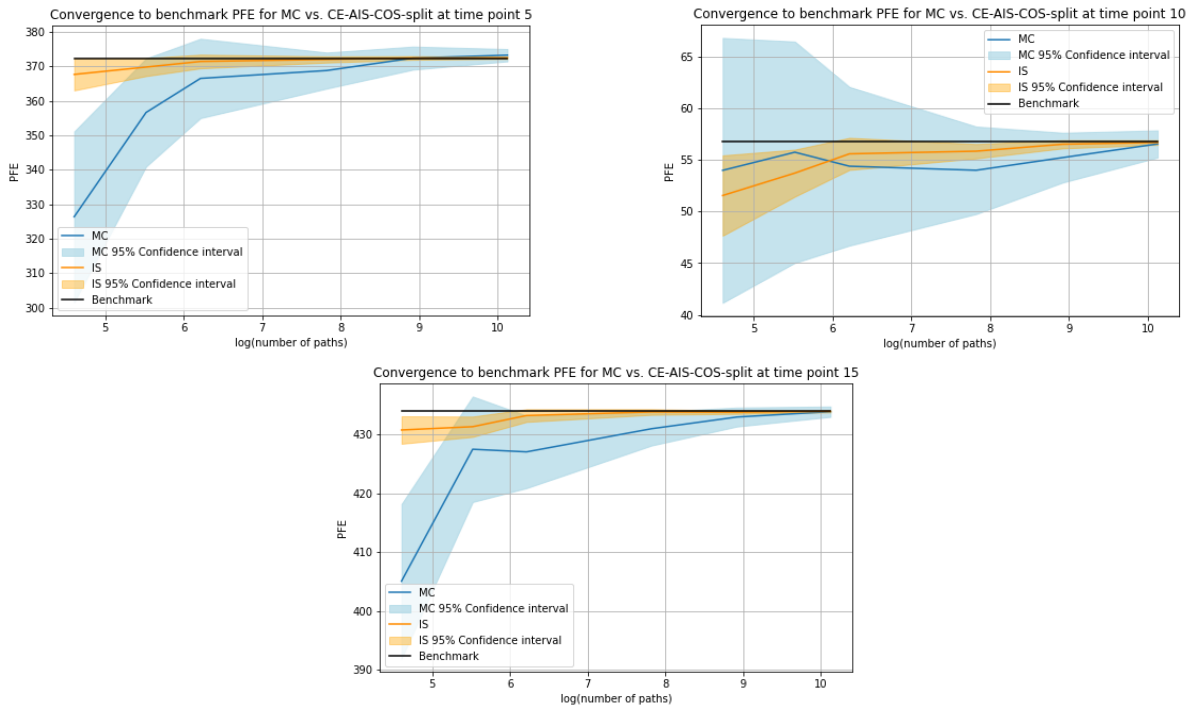 Convergence to benchmark PFE for MC vs. CE-AIS-COS-split at time point 5
380
370
360
350
340
330
320
310
300
PFE
MC
MC 95% Confidence interval
IS
IS 95% Confidence interval
Benchmark
5 6 7 8 9 10
log(number of paths)
Convergence to benchmark PFE for MC vs. CE-AIS-COS-split at time point 10
65
60
55
50
45
40
PFE
MC
MC 95% Confidence interval
IS
IS 95% Confidence interval
Benchmark
5 6 7 8 9 10
log(number of paths)
Convergence to benchmark PFE for MC vs. CE-AIS-COS-split at time point 15
430
420
410
400
390
PFE
MC
MC 95% Confidence interval
IS
IS 95% Confidence interval
Benchmark
5 6 7 8 9 10
log(number of paths)